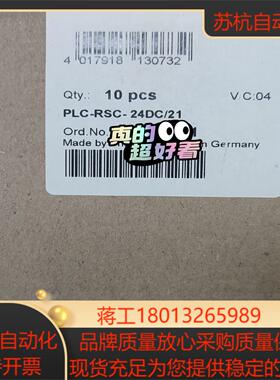 苏杭自动
4 017918 130732
Qty.: 10 pcs
V.C:04
PLC-RSC- 24DC/21
Ord.No.
Made by
n Germany
真的
超好看
蒋工18013265989
自动化
品牌质量放心采购质量优
开票
现货充足为您提供稳定的